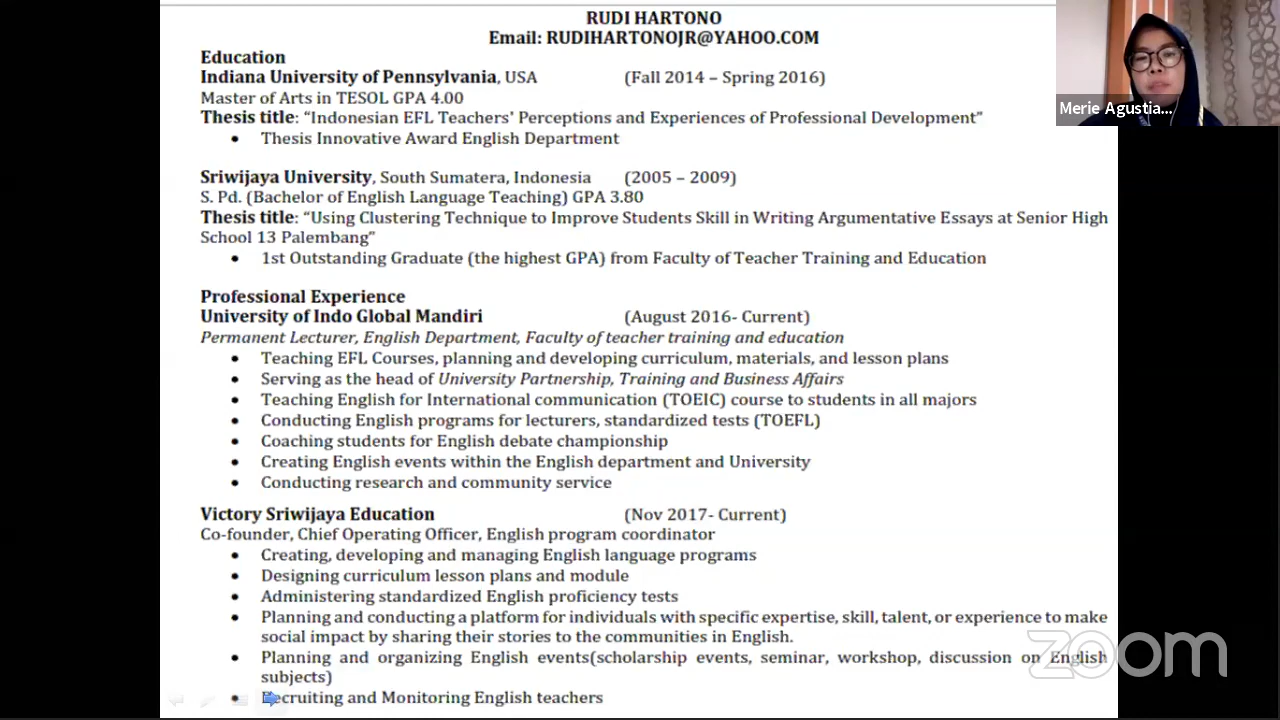 RUDI HARTONO
Email: RUDIHARTONOJR@YAHOO.COM
Education
Indiana University of Pennsylvania, USA (Fall 2014 – Spring 2016)
Master of Arts in TESOL GPA 4.00
Thesis title: “Indonesian EFL Teachers' Perceptions and Experiences of Professional Development”
• Thesis Innovative Award English Department
Sriwijaya University, South Sumatera, Indonesia (2005 – 2009)
S. Pd. (Bachelor of English Language Teaching) GPA 3.80
Thesis title: “Using Clustering Technique to Improve Students Skill in Writing Argumentative Essays at Senior High
School 13 Palembang”
• 1st Outstanding Graduate (the highest GPA) from Faculty of Teacher Training and Education
Professional Experience
University of Indo Global Mandiri (August 2016- Current)
Permanent Lecturer, English Department, Faculty of teacher training and education
• Teaching EFL Courses, planning and developing curriculum, materials, and lesson plans
• Serving as the head of University Partnership, Training and Business Affairs
• Teaching English for International communication (TOEIC) course to students in all majors
• Conducting English programs for lecturers, standardized tests (TOEFL)
• Coaching students for English debate championship
• Creating English events within the English department and University
• Conducting research and community service
Victory Sriwijaya Education (Nov 2017- Current)
Co-founder, Chief Operating Officer, English program coordinator
• Creating, developing and managing English language programs
• Designing curriculum lesson plans and module
• Administering standardized English proficiency tests
• Planning and conducting a platform for individuals with specific expertise, skill, talent, or experience to make
social impact by sharing their stories to the communities in English.
• Planning and organizing English events(scholarship events, seminar, workshop, discussion on English
subjects)
• Recruiting and Monitoring English teachers
Merie Agustia...
zoom